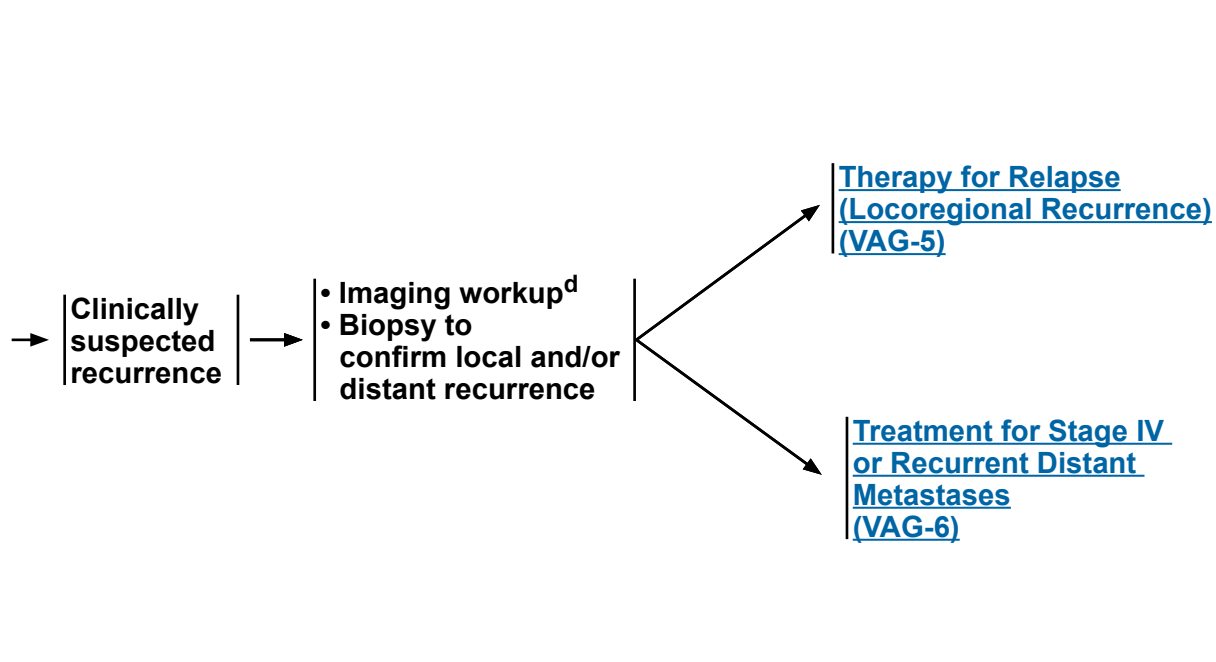 Clinically
suspected
recurrence
• Imaging workupᵈ
• Biopsy to
confirm local and/or
distant recurrence
Therapy for Relapse
(Locoregional Recurrence)
(VAG-5)
Treatment for Stage IV
or Recurrent Distant
Metastases
(VAG-6)